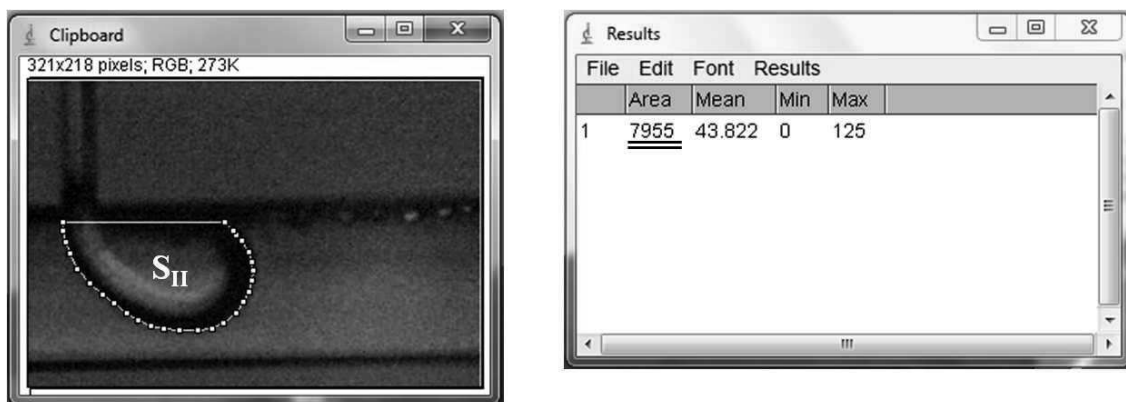 Clipboard
321x218 pixels; RGB; 273K
S_II
Results
File Edit Font Results
Area Mean Min Max
1 7955 43.822 0 125